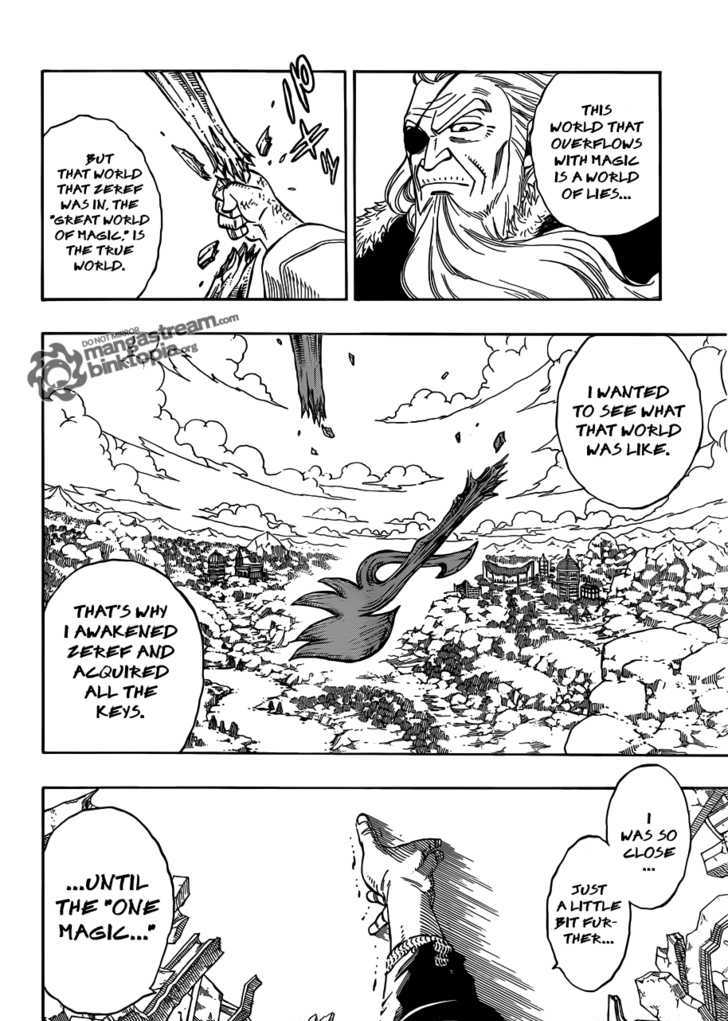 THIS
WORLD THAT
OVERFLOWS
WITH MAGIC
IS A WORLD
OF LIES...
BUT
THAT WORLD
THAT ZEREF
WAS IN, THE
"GREAT WORLD
OF MAGIC," IS
THE TRUE
WORLD.
DO NOT MIRROR
mangastream.com
binktopia.org
I WANTED
TO SEE WHAT
THAT WORLD
WAS LIKE.
THAT'S WHY
I AWAKENED
ZEREF AND
ACQUIRED
ALL THE
KEYS.
I
WAS SO
CLOSE
...
JUST
A LITTLE
BIT FUR-
THER...
...UNTIL
THE "ONE
MAGIC..."